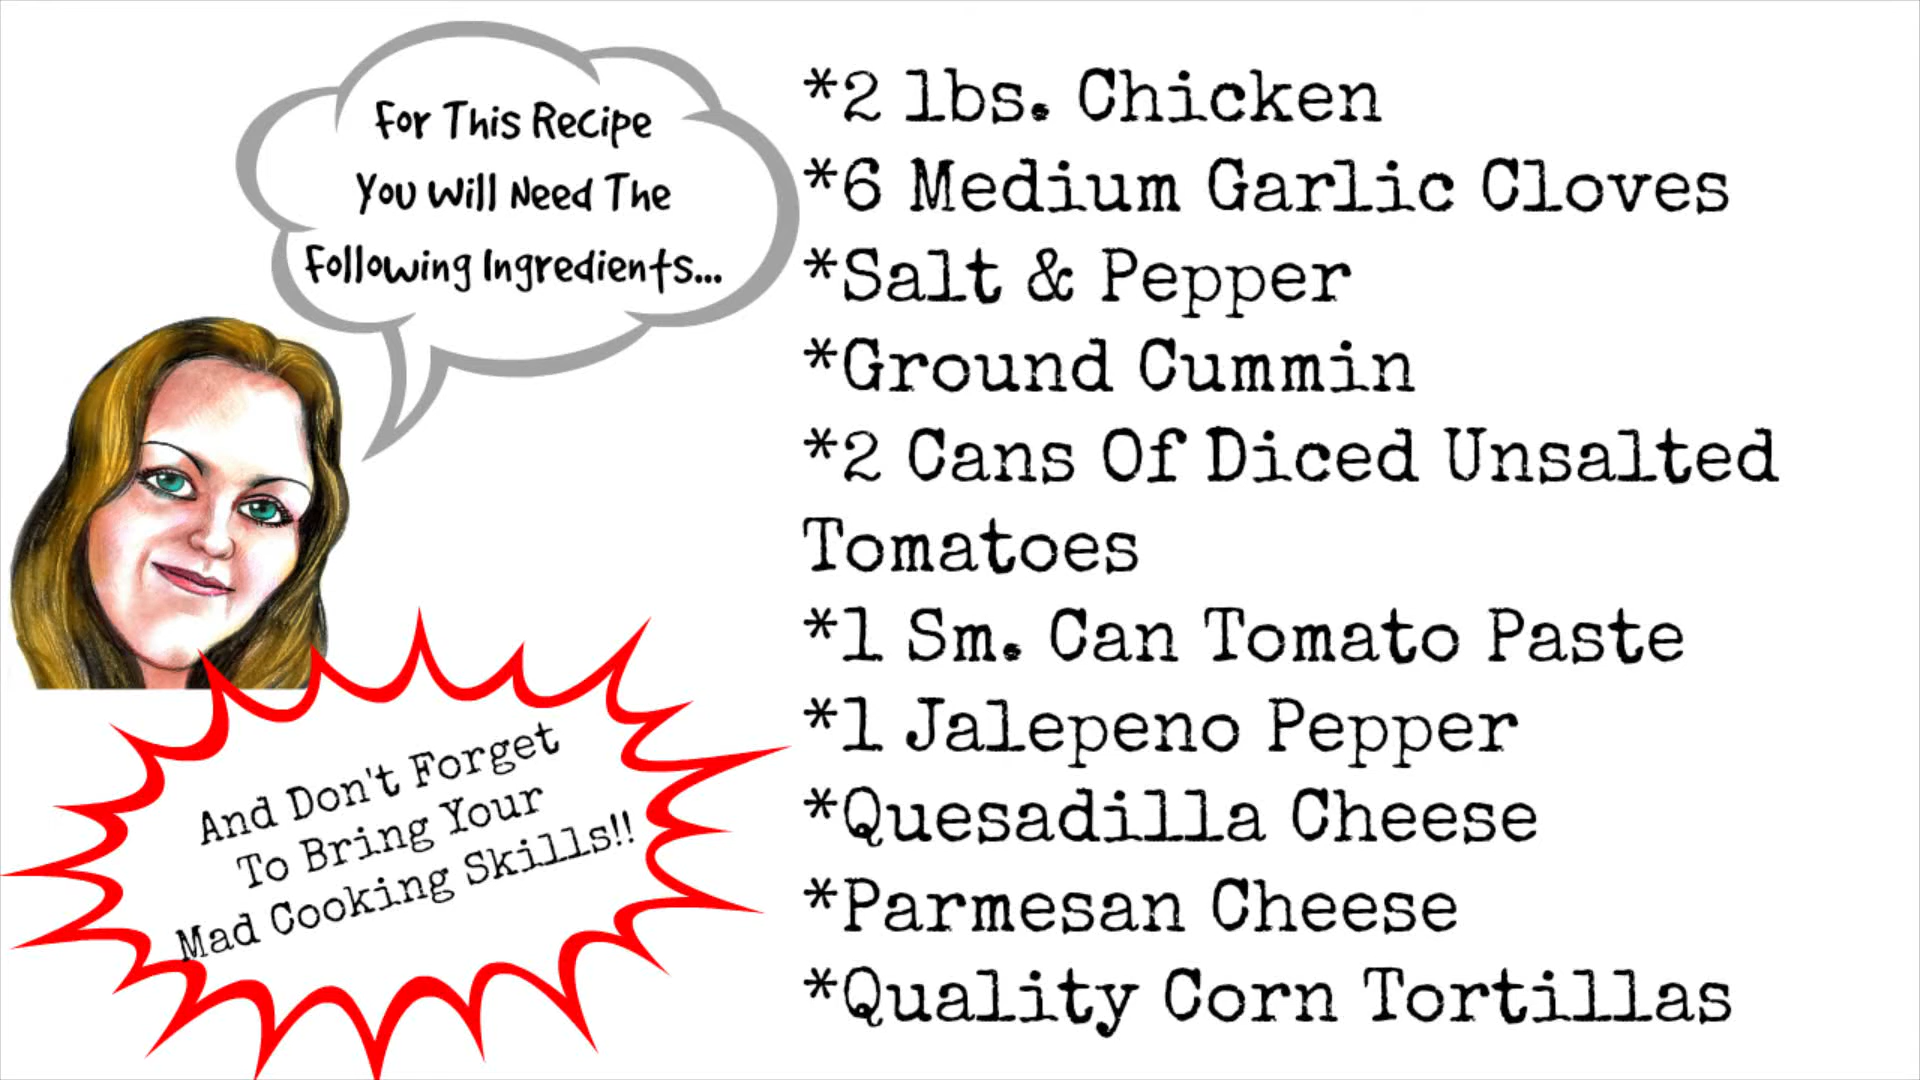 For This Recipe
You Will Need The
Following Ingredients...
*2 lbs. Chicken
*6 Medium Garlic Cloves
*Salt & Pepper
*Ground Cummin
*2 Cans Of Diced Unsalted
Tomatoes
*1 Sm. Can Tomato Paste
*1 Jalepeno Pepper
*Quesadilla Cheese
*Parmesan Cheese
*Quality Corn Tortillas
And Don't Forget
To Bring Your
Mad Cooking Skills!!